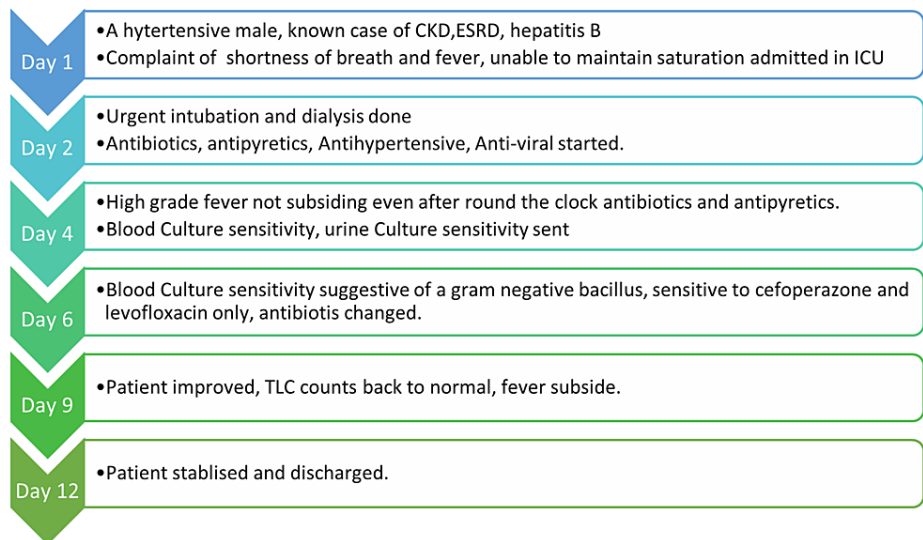 Day 1
•A hytertensive male, known case of CKD,ESRD, hepatitis B
•Complaint of shortness of breath and fever, unable to maintain saturation admitted in ICU
Day 2
•Urgent intubation and dialysis done
•Antibiotics, antipyretics, Antihypertensive, Anti-viral started.
Day 4
•High grade fever not subsiding even after round the clock antibiotics and antipyretics.
•Blood Culture sensitivity, urine Culture sensitivity sent
Day 6
•Blood Culture sensitivity suggestive of a gram negative bacillus, sensitive to cefoperazone and
levofloxacin only, antibiotis changed.
Day 9
•Patient improved, TLC counts back to normal, fever subside.
Day 12
•Patient stablised and discharged.